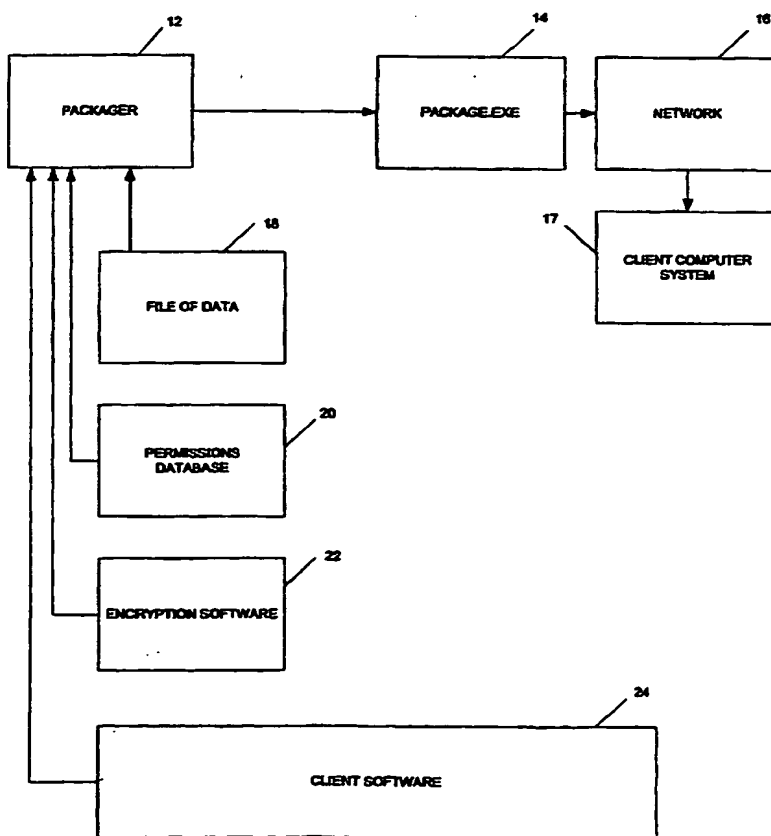 12
14
16
PACKAGER
PACKAGE.EXE
NETWORK
18
17
FILE OF DATA
CLIENT COMPUTER
SYSTEM
20
PERMISSIONS
DATABASE
22
ENCRYPTION SOFTWARE
24
CLIENT SOFTWARE